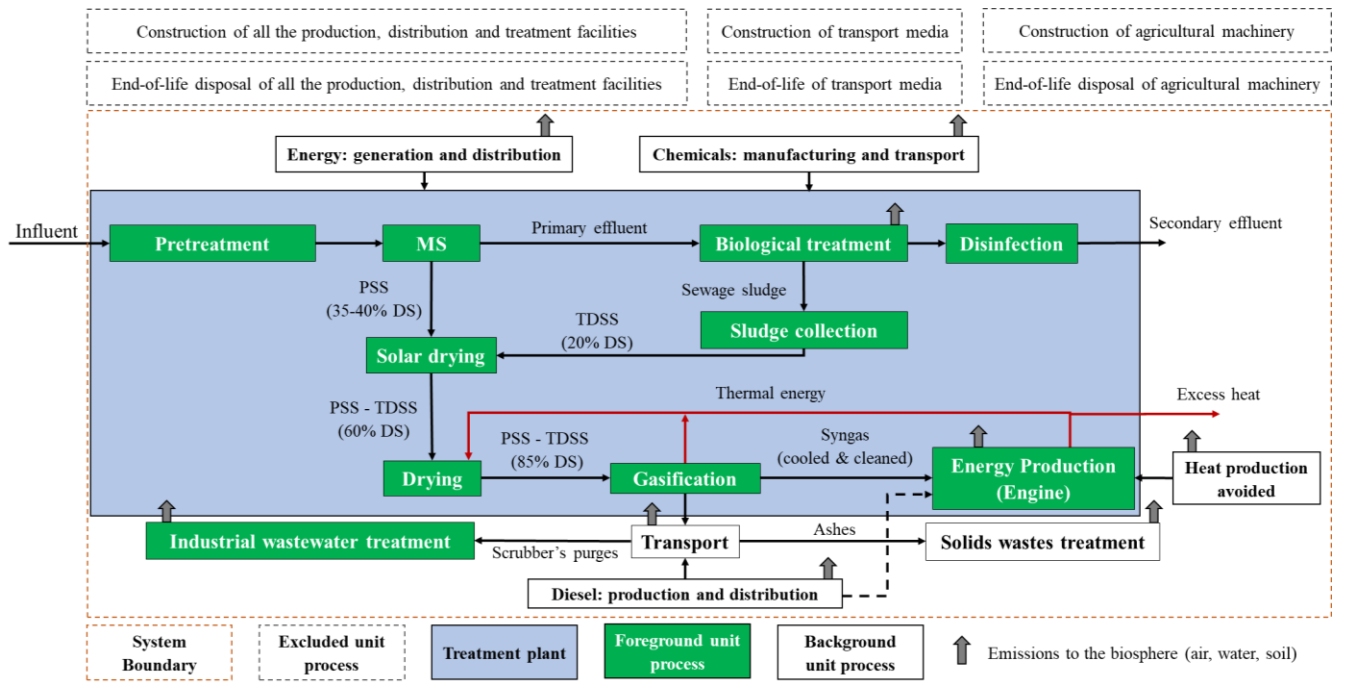 Construction of all the production, distribution and treatment facilities
Construction of transport media
Construction of agricultural machinery
End-of-life disposal of all the production, distribution and treatment facilities
End-of-life of transport media
End-of-life disposal of agricultural machinery
Energy: generation and distribution
Chemicals: manufacturing and transport
Influent
Pretreatment
MS
Primary effluent
Biological treatment
Disinfection
Secondary effluent
PSS
(35-40% DS)
Sewage sludge
TDSS
(20% DS)
Sludge collection
Solar drying
PSS - TDSS
(60% DS)
Thermal energy
Excess heat
PSS - TDSS
(85% DS)
Syngas
(cooled & cleaned)
Drying
Gasification
Energy Production
(Engine)
Heat production
avoided
Industrial wastewater treatment
Scrubber's purges
Transport
Ashes
Solids wastes treatment
Diesel: production and distribution
System
Boundary
Excluded unit
process
Treatment plant
Foreground unit
process
Background
unit process
Emissions to the biosphere (air, water, soil)